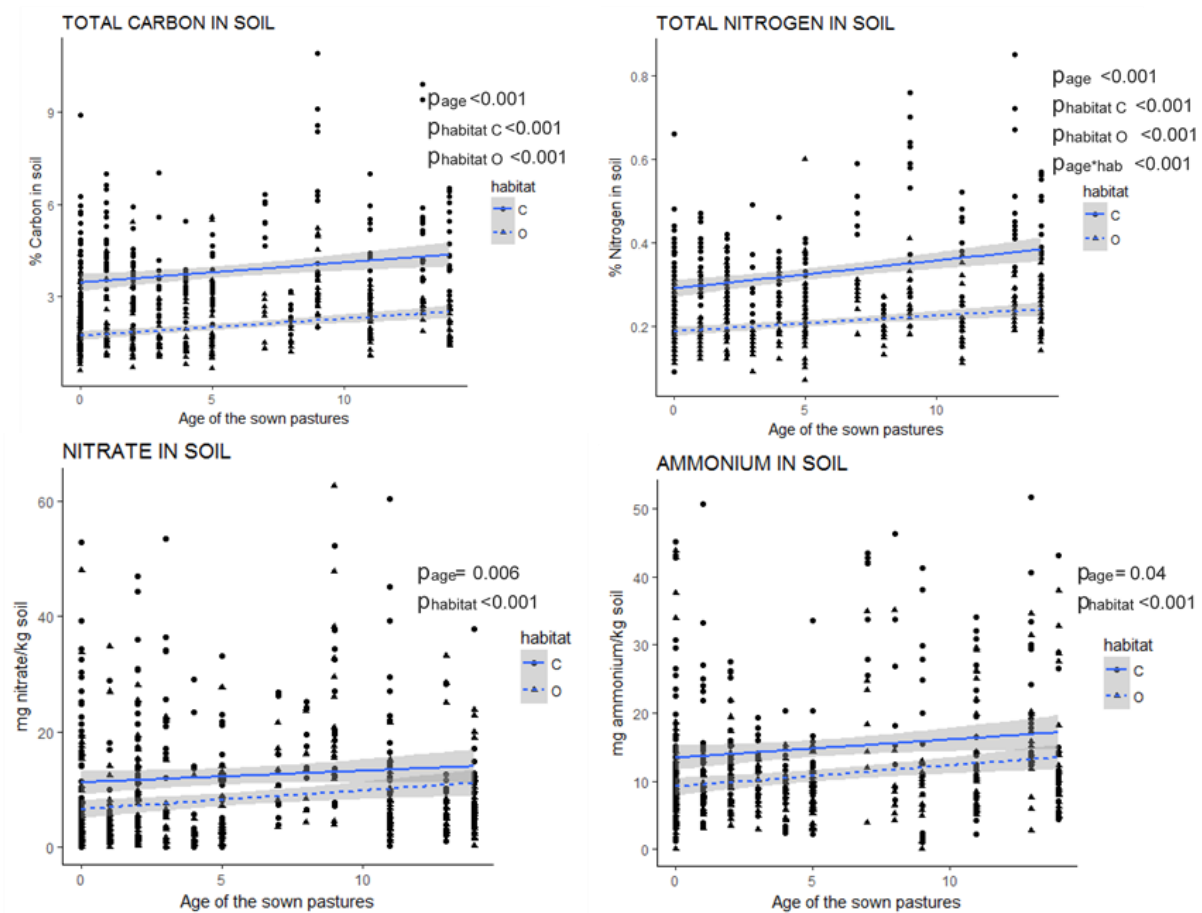 TOTAL CARBON IN SOIL
9
6
3
0
5
10
% Carbon in soil
Age of the sown pastures
page <0.001
phabitat C <0.001
phabitat O <0.001
habitat
C
O
TOTAL NITROGEN IN SOIL
0.8
0.6
0.4
0.2
0
5
10
% Nitrogen in soil
Age of the sown pastures
page <0.001
phabitat C <0.001
phabitat O <0.001
page*hab <0.001
habitat
C
O
NITRATE IN SOIL
60
40
20
0
0
5
10
mg nitrate/kg soil
Age of the sown pastures
page= 0.006
phabitat <0.001
habitat
C
O
AMMONIUM IN SOIL
50
40
30
20
10
0
0
5
10
mg ammonium/kg soil
Age of the sown pastures
page = 0.04
phabitat <0.001
habitat
C
O